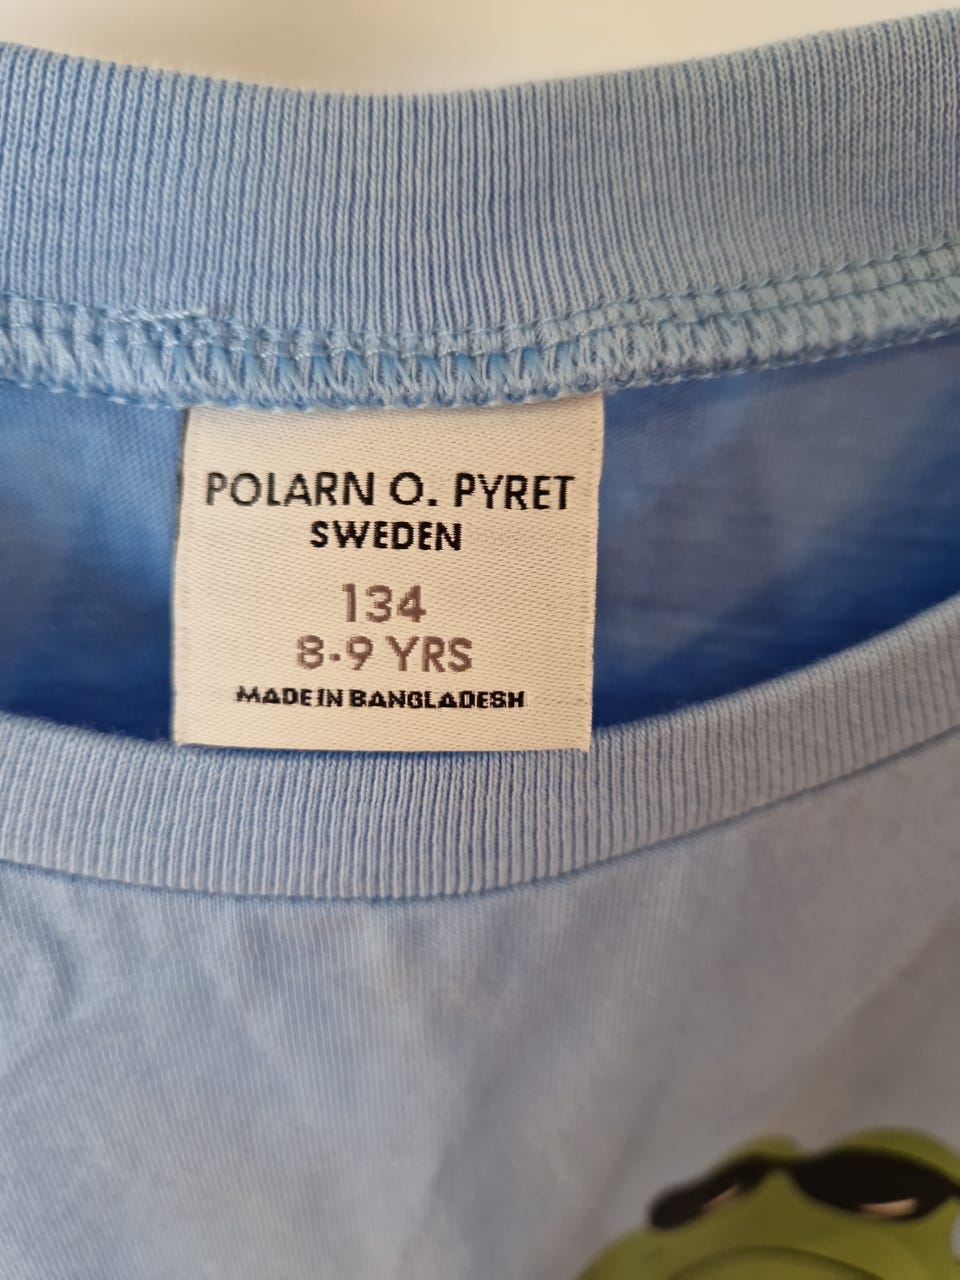 POLARN O. PYRET
SWEDEN
134
8-9 YRS
MADE IN BANGLADESH